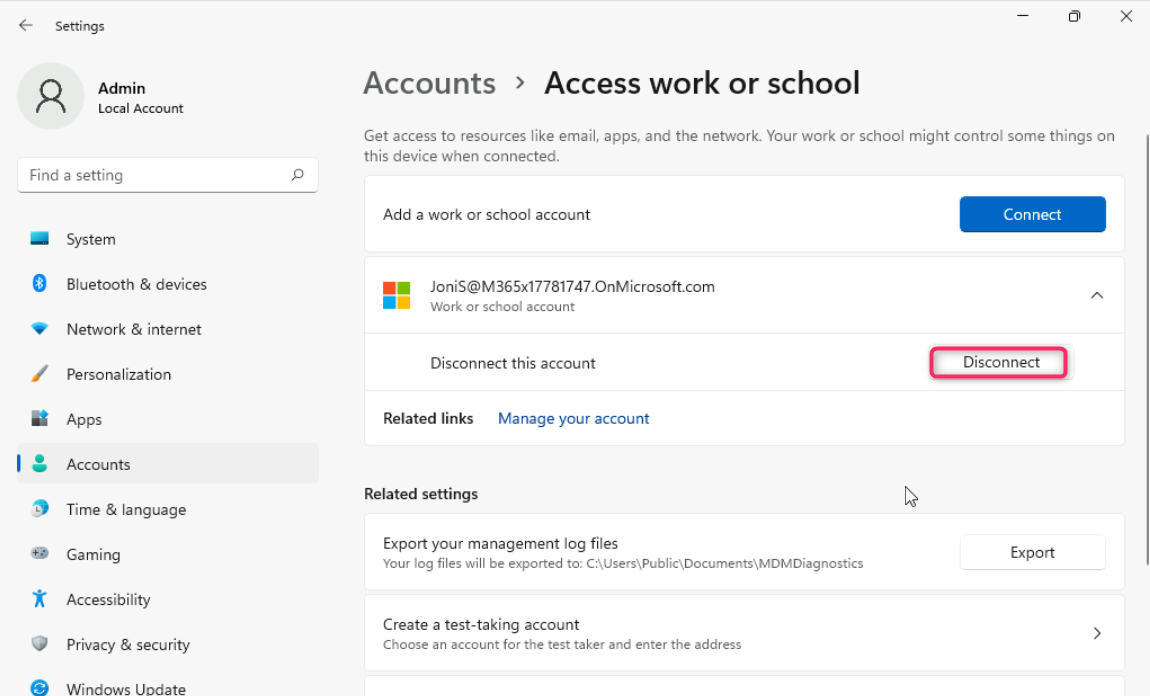 Settings
Admin
Local Account
Find a setting
System
Bluetooth & devices
Network & internet
Personalization
Apps
Accounts
Time & language
Gaming
Accessibility
Privacy & security
Windows Update
Accounts > Access work or school
Get access to resources like email, apps, and the network. Your work or school might control some things on
this device when connected.
Add a work or school account
Connect
JoniS@M365x17781747.OnMicrosoft.com
Work or school account
Disconnect this account
Disconnect
Related links Manage your account
Related settings
Export your management log files
Your log files will be exported to: C:\Users\Public\Documents\MDMDiagnostics
Export
Create a test-taking account
Choose an account for the test taker and enter the address